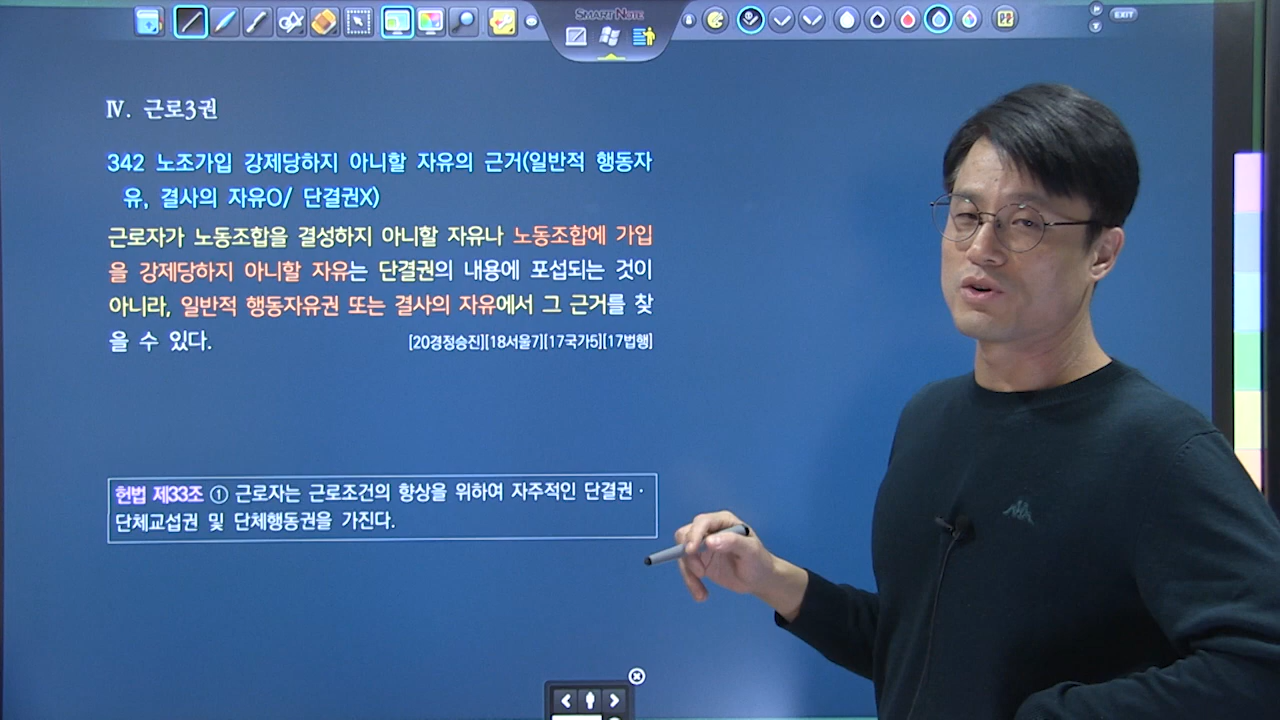 SMART NOTE
EXIT
Ⅳ. 근로3권
342 노조가입 강제당하지 아니할 자유의 근거(일반적 행동자
유, 결사의 자유O/ 단결권X)
근로자가 노동조합을 결성하지 아니할 자유나 노동조합에 가입
을 강제당하지 아니할 자유는 단결권의 내용에 포섭되는 것이
아니라, 일반적 행동자유권 또는 결사의 자유에서 그 근거를 찾
을 수 있다.
[20경정승진][18서울7][17국가5][17법행]
헌법 제33조 ① 근로자는 근로조건의 향상을 위하여 자주적인 단결권·
단체교섭권 및 단체행동권을 가진다.